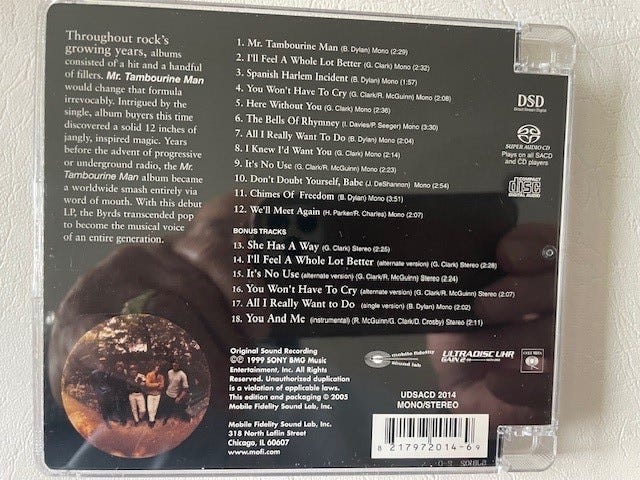 Throughout rock's
growing years, albums
consisted of a hit and a handful
of fillers. Mr. Tambourine Man
would change that formula
irrevocably. Intrigued by the
single, album buyers this time
discovered a solid 12 inches of
jangly, inspired magic. Years
before the advent of progressive
or underground radio, the Mr.
Tambourine Man album became
a worldwide smash entirely via
word of mouth. With this debut
LP, the Byrds transcended pop
to become the musical voice
of an entire generation.
1. Mr. Tambourine Man (B. Dylan) Mono (2:29)
2. I'll Feel A Whole Lot Better (G. Clark) Mono (2:32)
3. Spanish Harlem Incident (B. Dylan) Mono (1:57)
4. You Won't Have To Cry (G. Clark/R. McGuinn) Mono (2:08)
5. Here Without You (G. Clark) Mono (2:36)
6. The Bells Of Rhymney (I. Davies/P. Seeger) Mono (3:30)
7. All I Really Want To Do (B. Dylan) Mono (2:04)
8. I Knew I'd Want You (G. Clark) Mono (2:14)
9. It's No Use (G. Clark/R. McGuinn) Mono (2:23)
10. Don't Doubt Yourself, Babe (J. DeShannon) Mono (2:54)
11. Chimes Of Freedom (B. Dylan) Mono (3:51)
12. We'll Meet Again (H. Parker/R. Charles) Mono (2:07)
BONUS TRACKS
13. She Has A Way (G. Clark) Stereo (2:25)
14. I'll Feel A Whole Lot Better (alternate version) (G. Clark) Stereo (2:28)
15. It's No Use (alternate version) (G. Clark/R. McGuinn) Stereo (2:24)
16. You Won't Have To Cry (alternate version) (G. Clark/R. McGuinn) Stereo (2:07)
17. All I Really Want to Do (single version) (B. Dylan) Mono (2:02)
18. You And Me (instrumental) (R. McGuinn/G. Clark/D. Crosby) Stereo (2:11)
DSD
Direct Stream Digital
SUPER AUDIO CD
Plays on all SACD
and CD players
COMPACT
disc
DIGITAL AUDIO
Original Sound Recording
©℗ 1999 SONY BMG Music
Entertainment, Inc. All Rights
Reserved. Unauthorized duplication
is a violation of applicable laws.
This edition and packaging © 2005
Mobile Fidelity Sound Lab, Inc.
Mobile Fidelity Sound Lab, Inc.
318 North Laflin Street
Chicago, IL 60607
www.mofi.com
mobile fidelity
sound lab
ULTRADISC UHR
GAIN 2
COLUMBIA
UDSACD 2014
MONO/STEREO
8 21797 2014-6 9